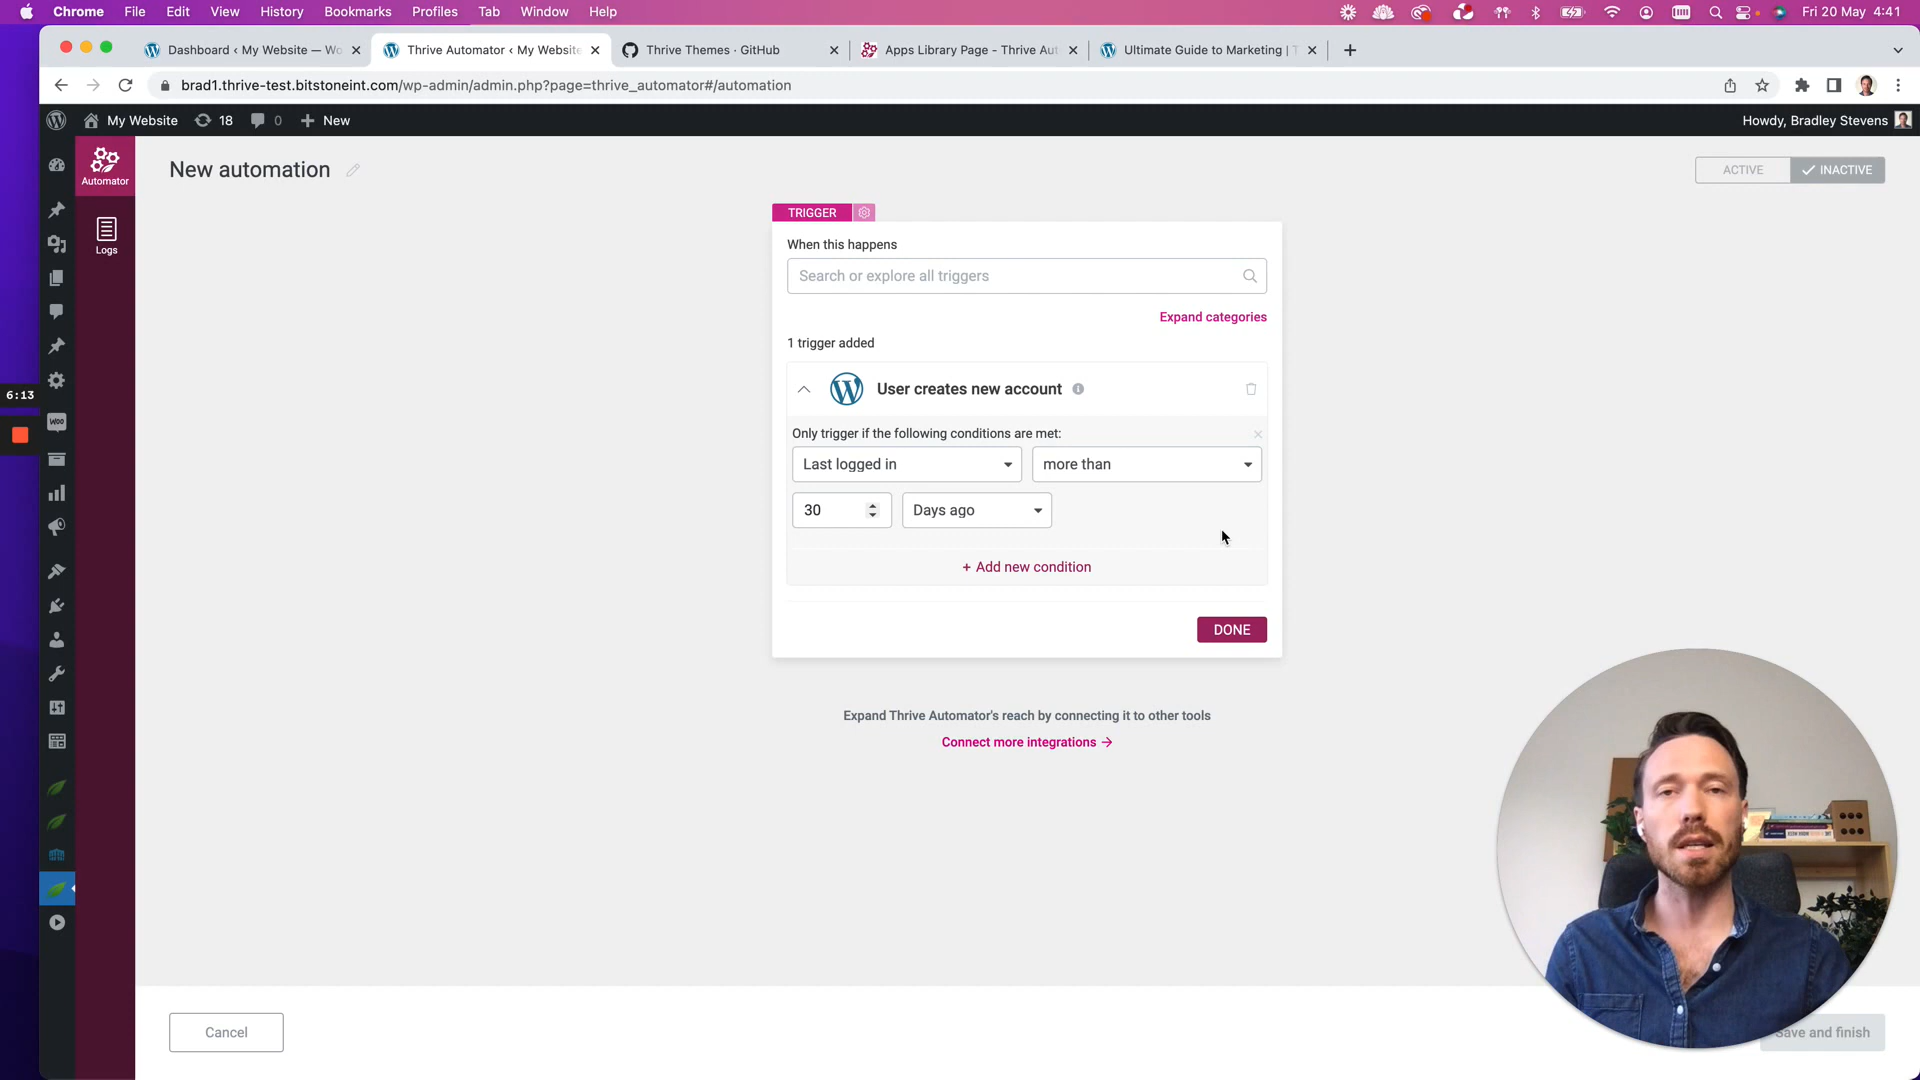 Chrome File Edit View History Bookmarks Profiles Tab Window Help Fri 20 May 4:41
Dashboard ‹ My Website — Wo Thrive Automator ‹ My Website Thrive Themes · GitHub Apps Library Page - Thrive Aut Ultimate Guide to Marketing |
brad1.thrive-test.bitstoneint.com/wp-admin/admin.php?page=thrive_automator#/automation
My Website 18 0 + New Howdy, Bradley Stevens
Automator
New automation
ACTIVE INACTIVE
Logs
TRIGGER
When this happens
Search or explore all triggers
Expand categories
1 trigger added
User creates new account
6:13
WOO
Only trigger if the following conditions are met:
Last logged in more than
30 Days ago
+ Add new condition
DONE
Expand Thrive Automator's reach by connecting it to other tools
Connect more integrations →
Cancel
Save and finish